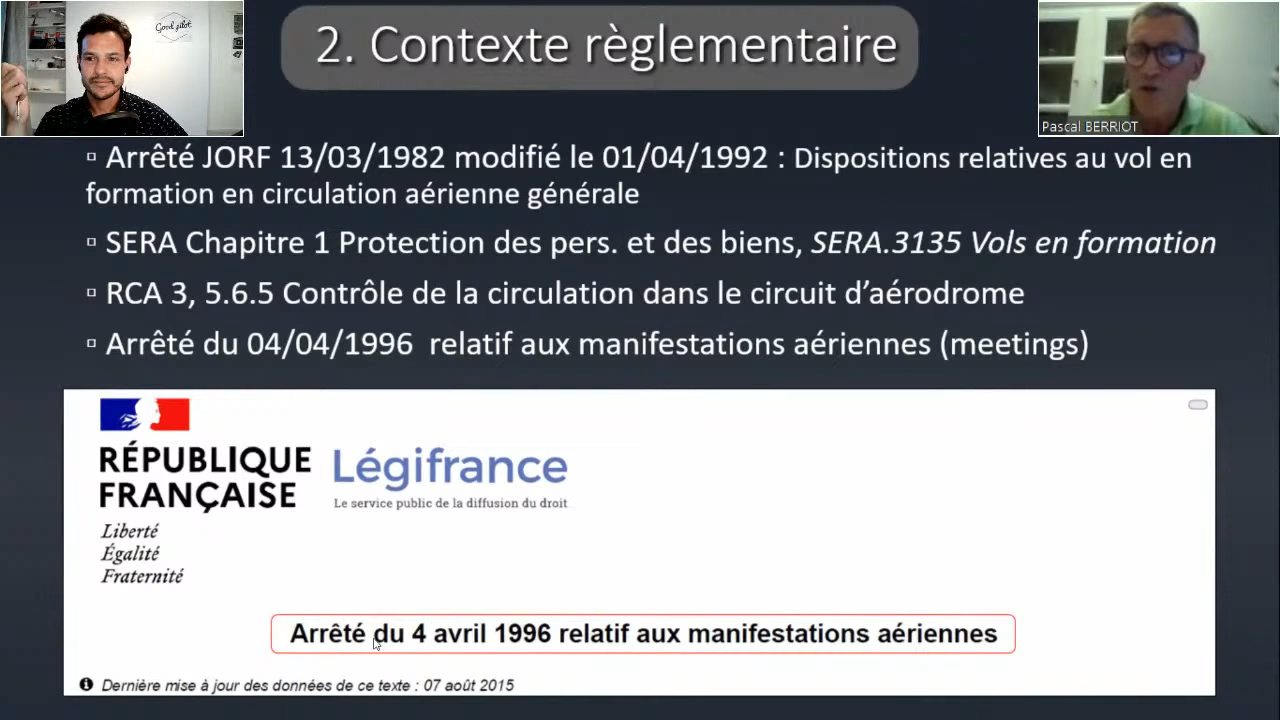 Good pilot
2. Contexte règlementaire
Pascal BERRIOT
▫ Arrêté JORF 13/03/1982 modifié le 01/04/1992 : Dispositions relatives au vol en
formation en circulation aérienne générale
▫ SERA Chapitre 1 Protection des pers. et des biens, SERA.3135 Vols en formation
▫ RCA 3, 5.6.5 Contrôle de la circulation dans le circuit d’aérodrome
▫ Arrêté du 04/04/1996 relatif aux manifestations aériennes (meetings)
RÉPUBLIQUE
FRANÇAISE
Légifrance
Le service public de la diffusion du droit
Liberté
Égalité
Fraternité
Arrêté du 4 avril 1996 relatif aux manifestations aériennes
Dernière mise à jour des données de ce texte : 07 août 2015